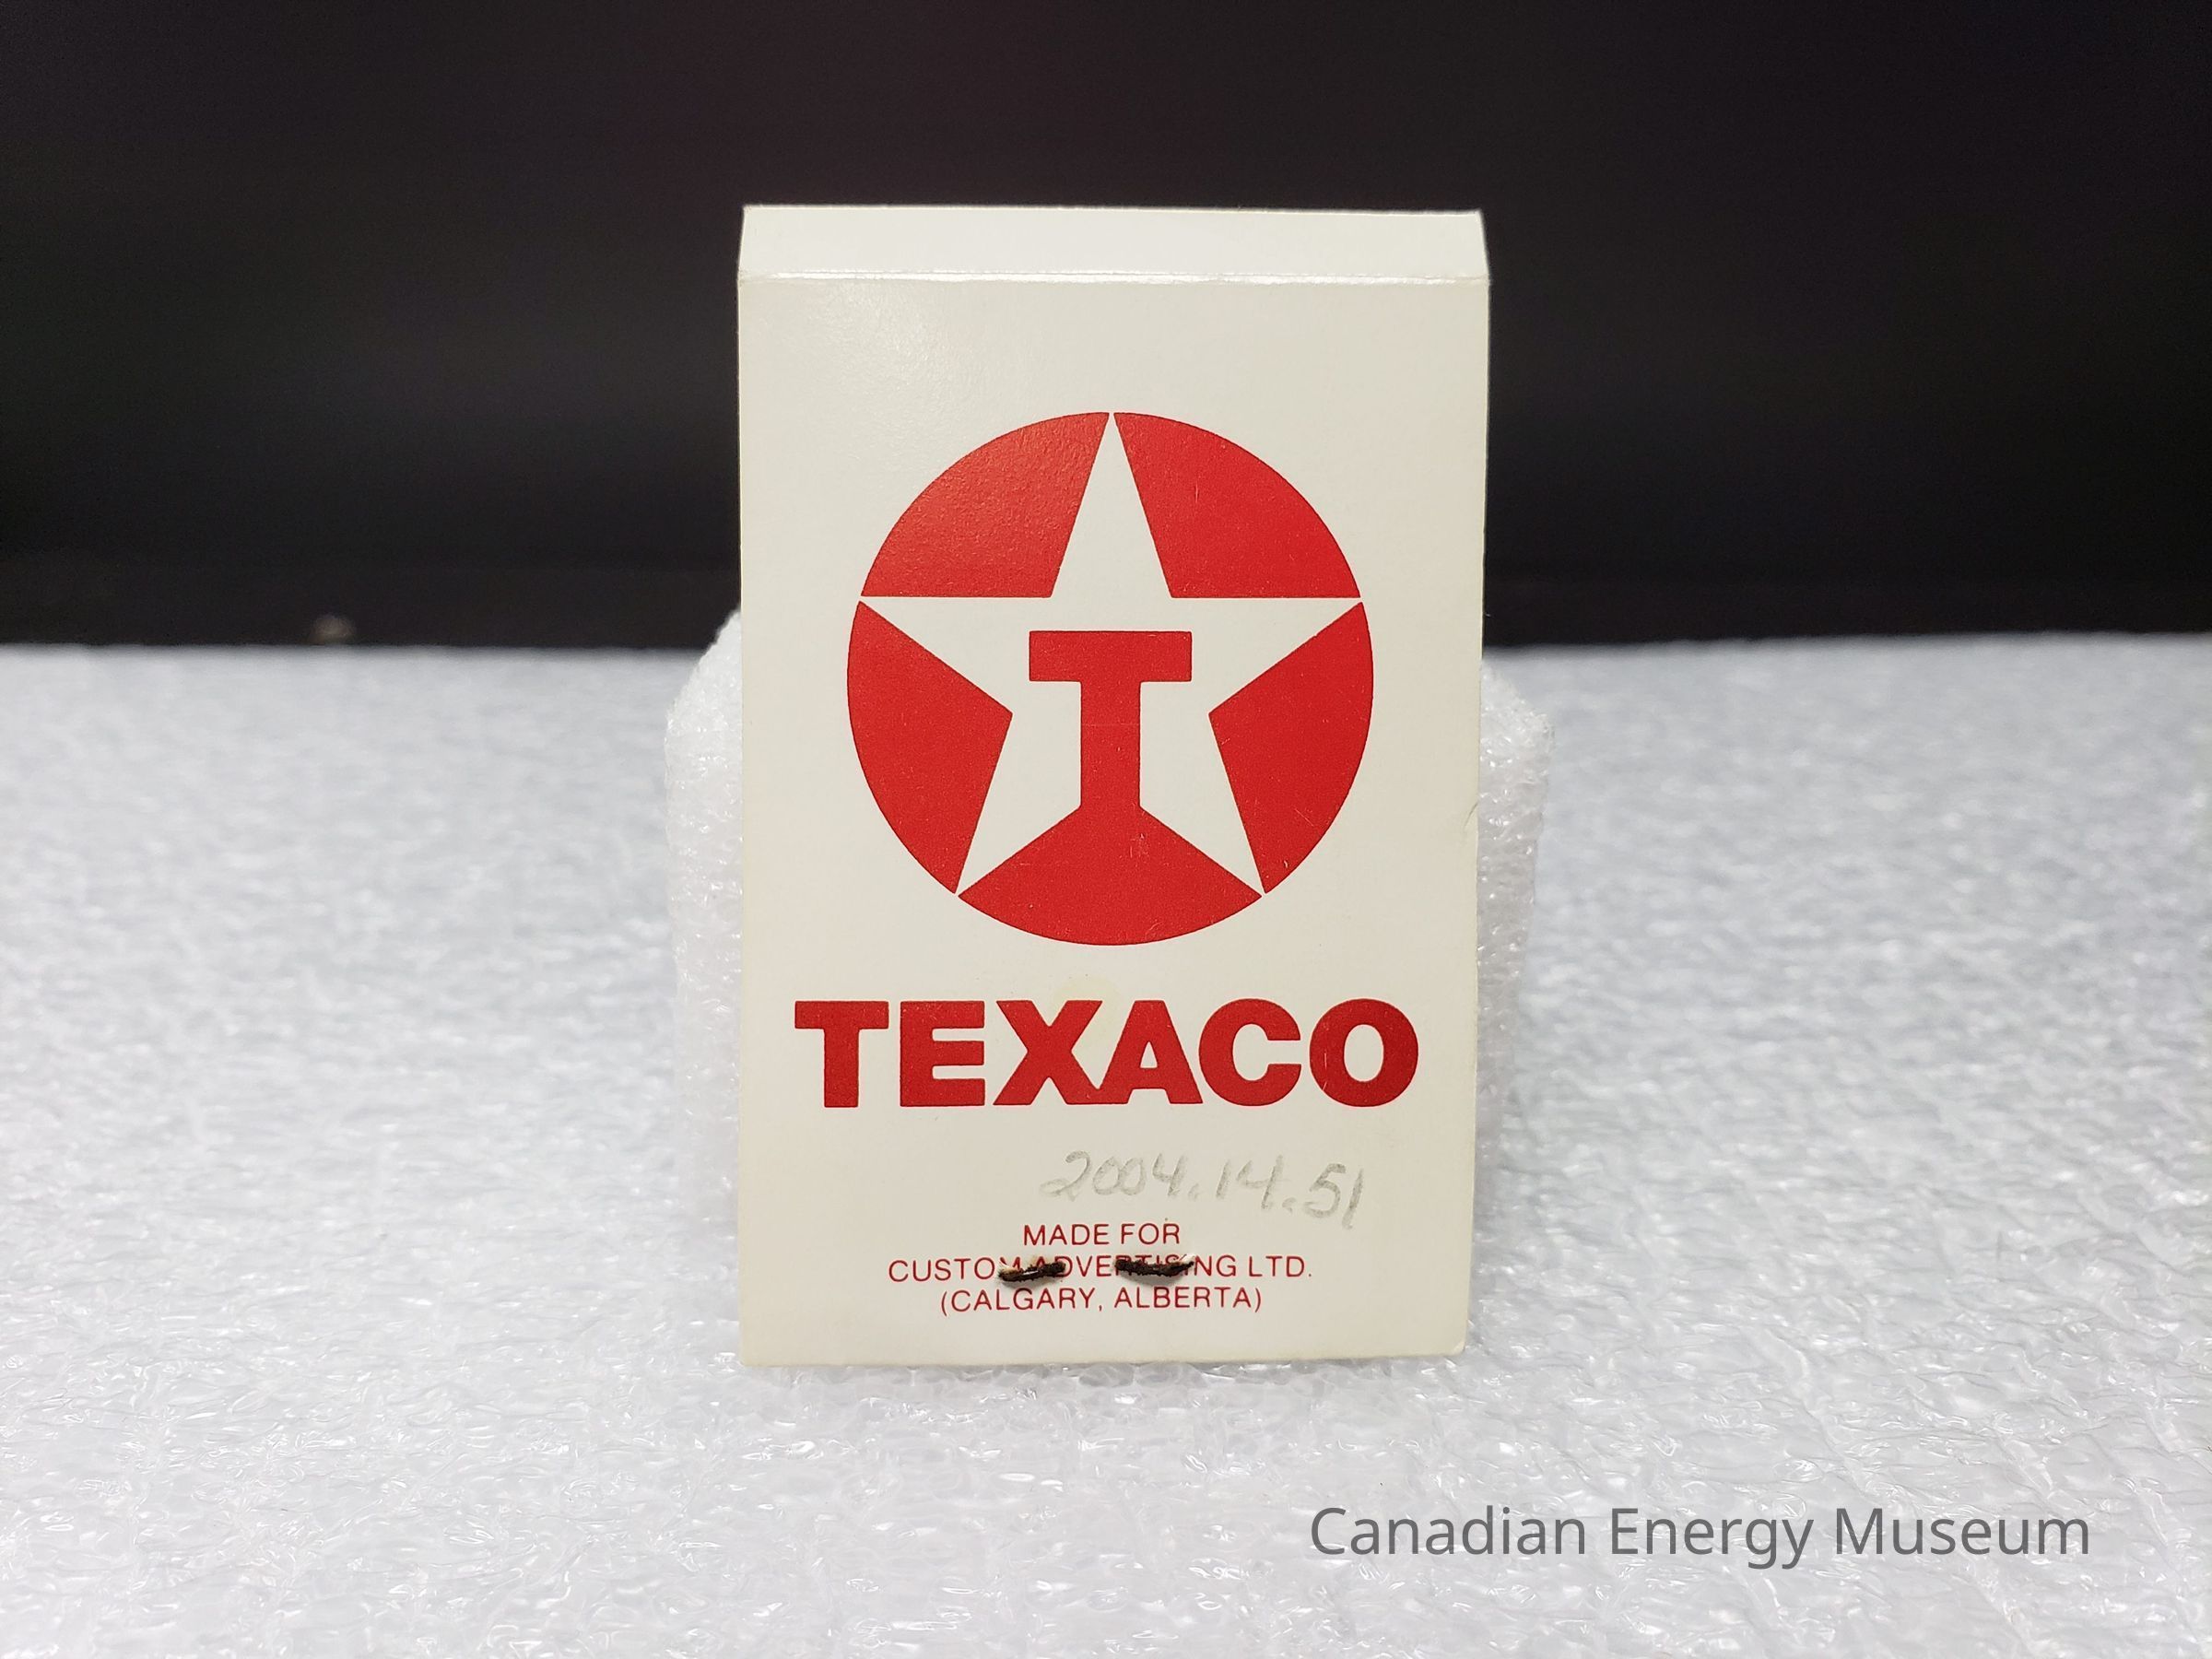 T
TEXACO
2004.14.51
MADE FOR
CUSTOM ADVERTISING LTD.
(CALGARY, ALBERTA)
Canadian Energy Museum